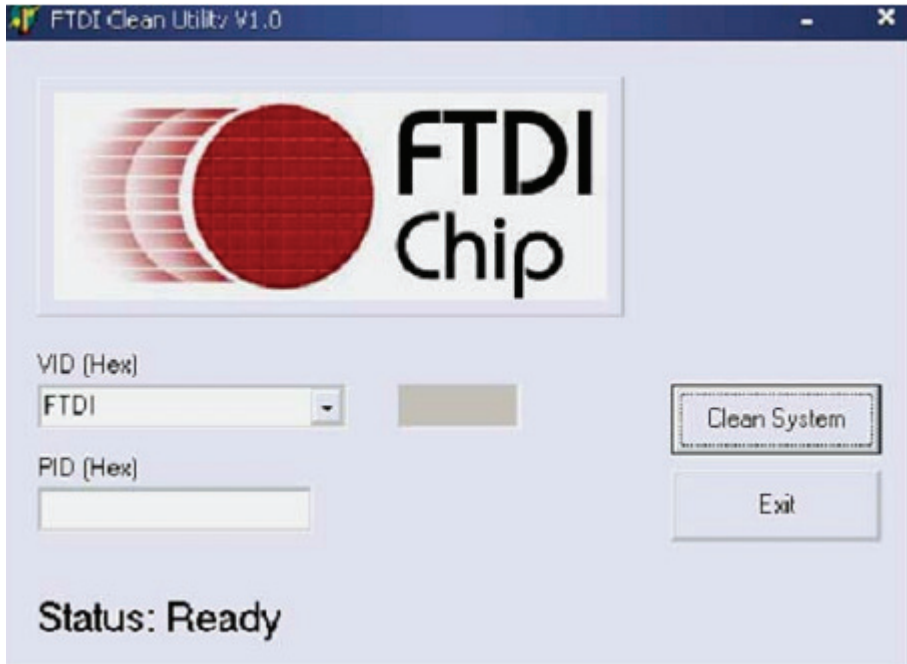 FTDI Clean Utility V1.0
FTDI
Chip
VID (Hex)
FTDI
Clean System
PID (Hex)
Exit
Status: Ready